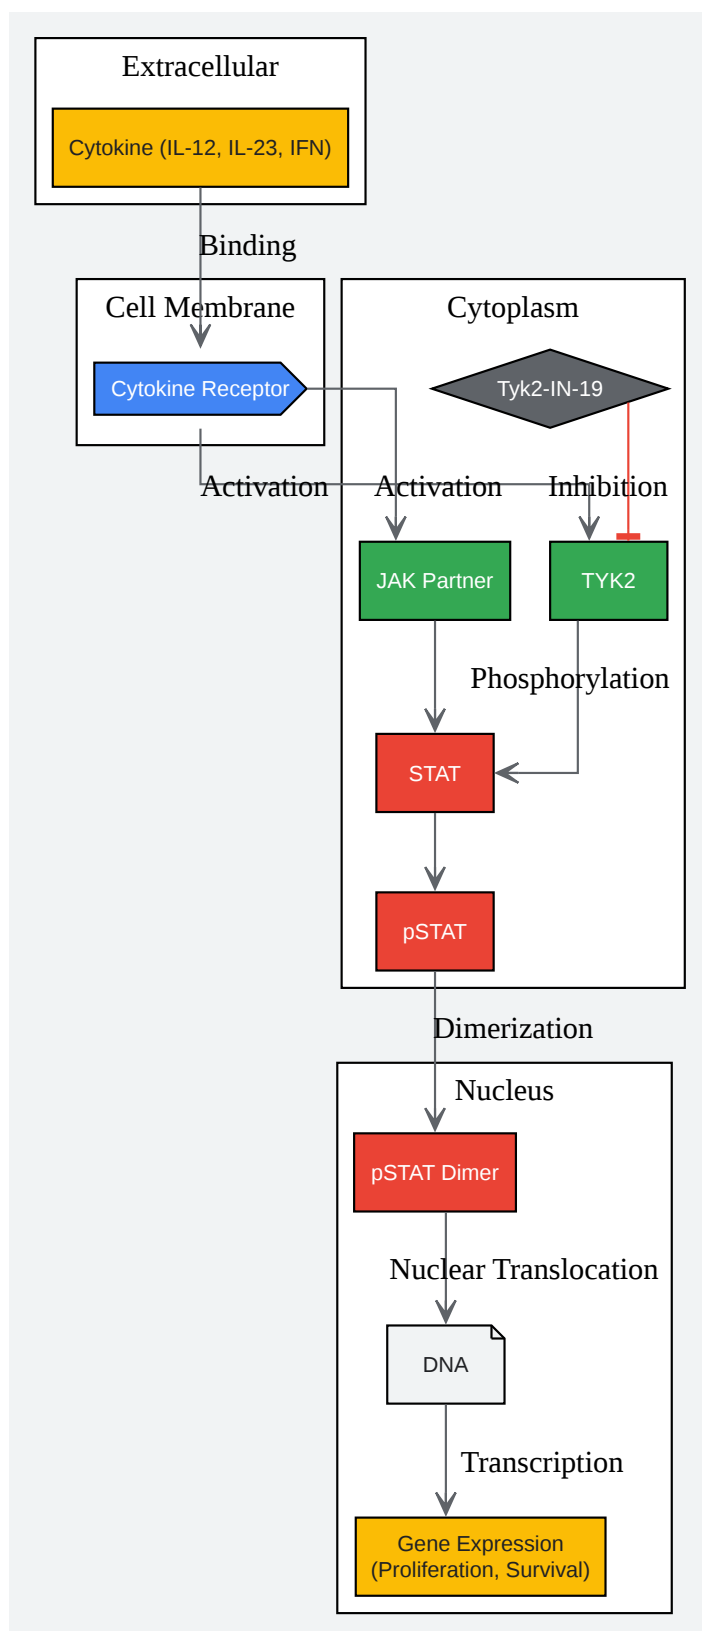 Extracellular
Cytokine (IL-12, IL-23, IFN)
Binding
Cell Membrane
Cytoplasm
Cytokine Receptor
Tyk2-IN-19
Activation
Activation
Inhibition
JAK Partner
TYK2
Phosphorylation
STAT
pSTAT
Dimerization
Nucleus
pSTAT Dimer
Nuclear Translocation
DNA
Transcription
Gene Expression
(Proliferation, Survival)